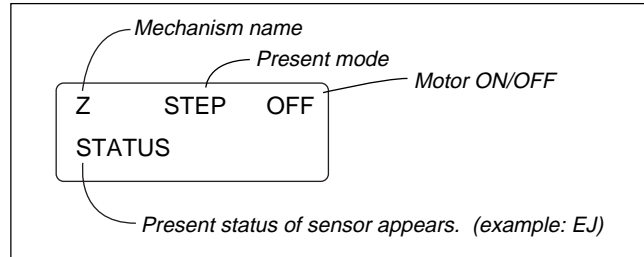 Mechanism name
Present mode
Motor ON/OFF
Z STEP OFF
STATUS
Present status of sensor appears. (example: EJ)